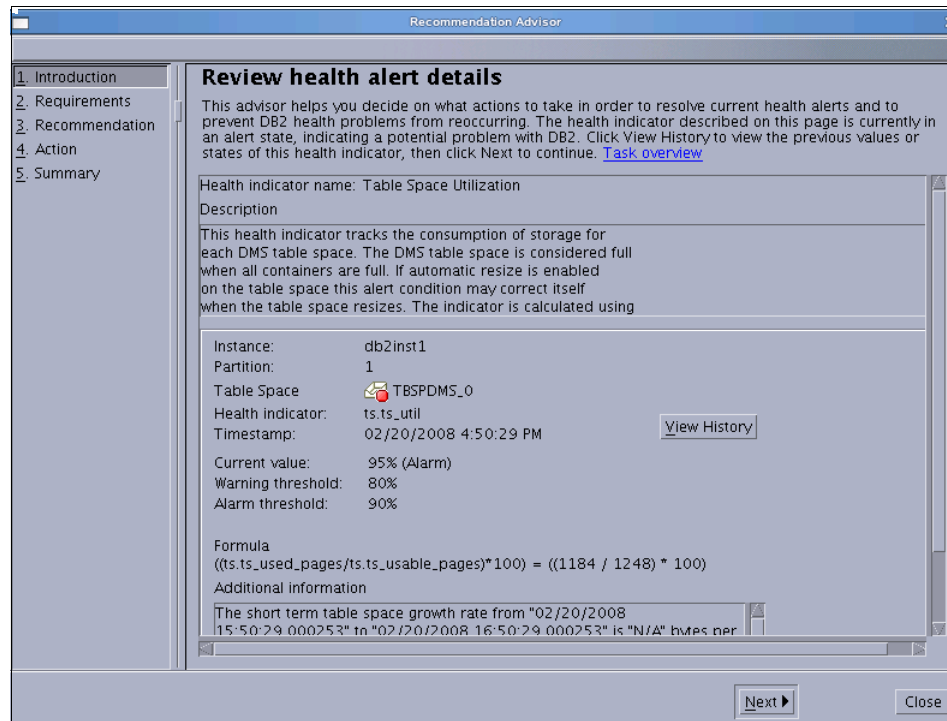 Recommendation Advisor
1. Introduction
2. Requirements
3. Recommendation
4. Action
5. Summary
Review health alert details
This advisor helps you decide on what actions to take in order to resolve current health alerts and to
prevent DB2 health problems from reoccurring. The health indicator described on this page is currently in
an alert state, indicating a potential problem with DB2. Click View History to view the previous values or
states of this health indicator, then click Next to continue. Task overview
Health indicator name: Table Space Utilization
Description
This health indicator tracks the consumption of storage for
each DMS table space. The DMS table space is considered full
when all containers are full. If automatic resize is enabled
on the table space this alert condition may correct itself
when the table space resizes. The indicator is calculated using
Instance: db2inst1
Partition: 1
Table Space TBSPDMS_0
Health indicator: ts.ts_util
Timestamp: 02/20/2008 4:50:29 PM
View History
Current value: 95% (Alarm)
Warning threshold: 80%
Alarm threshold: 90%
Formula
((ts.ts_used_pages/ts.ts_usable_pages)*100) = ((1184 / 1248) * 100)
Additional information
The short term table space growth rate from "02/20/2008
15:50:29.000253" to "02/20/2008 16:50:29.000253" is "N/A" bytes per
Next
Close